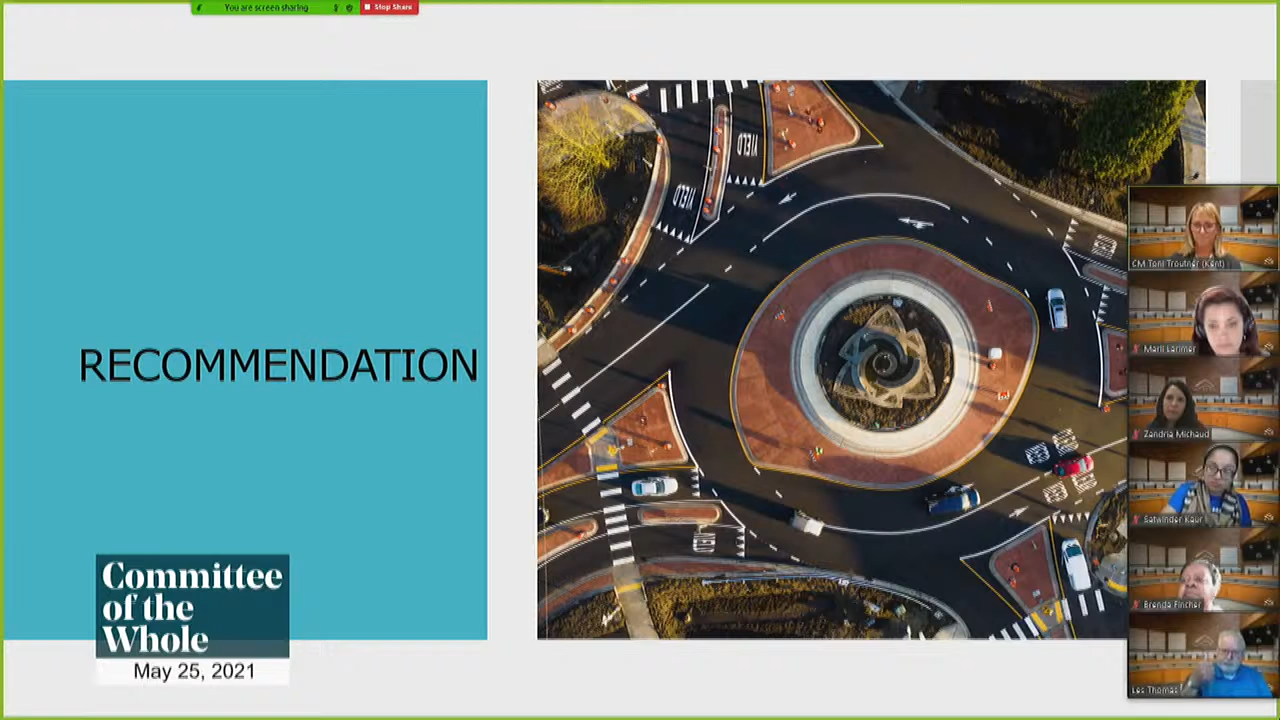 You are screen sharing
Stop Share
RECOMMENDATION
YIELD
YIELD
YIELD
CM Toni Troutner (Kent)
Marli Larimer
Zandria Michaud
Satwinder Kaur
Brenda Fincher
Les Thomas
Committee
of the
Whole
May 25, 2021